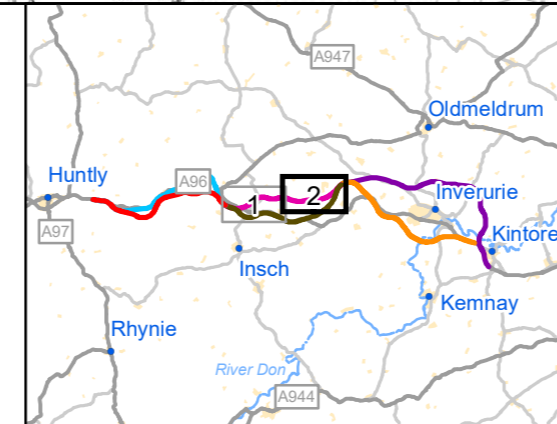 A947
Oldmeldrum
Huntly
A96
1
2
Inverurie
A97
Kintore
Insch
Kemnay
Rhynie
River Don
A944